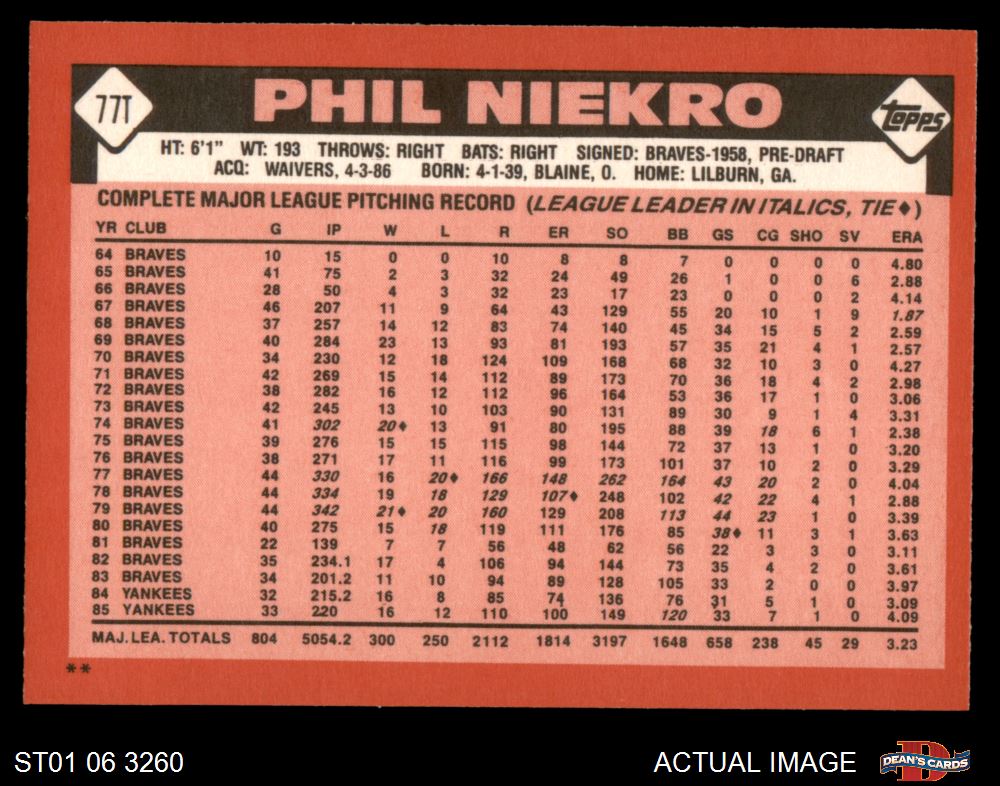 77T PHIL NIEKRO TOPPS
HT: 6'1" WT: 193 THROWS: RIGHT BATS: RIGHT SIGNED: BRAVES-1958, PRE-DRAFT
ACQ: WAIVERS, 4-3-86 BORN: 4-1-39, BLAINE, O. HOME: LILBURN, GA.
COMPLETE MAJOR LEAGUE PITCHING RECORD (LEAGUE LEADER IN ITALICS, TIE♦)
YR CLUB G IP W L R ER SO BB GS CG SHO SV ERA
64 BRAVES 10 15 0 0 10 8 8 7 0 0 0 0 4.80
65 BRAVES 41 75 2 3 32 24 49 26 1 0 0 6 2.88
66 BRAVES 28 50 4 3 32 23 17 23 0 0 0 2 4.14
67 BRAVES 46 207 11 9 64 43 129 55 20 10 1 9 1.87
68 BRAVES 37 257 14 12 83 74 140 45 34 15 5 2 2.59
69 BRAVES 40 284 23 13 93 81 193 57 35 21 4 1 2.57
70 BRAVES 34 230 12 18 124 109 168 68 32 10 3 0 4.27
71 BRAVES 42 269 15 14 112 89 173 70 36 18 4 2 2.98
72 BRAVES 38 282 16 12 112 96 164 53 36 17 1 0 3.06
73 BRAVES 42 245 13 10 103 90 131 89 30 9 1 4 3.31
74 BRAVES 41 302 20♦ 13 91 80 195 88 39 18 6 1 2.38
75 BRAVES 39 276 15 15 115 98 144 72 37 13 1 0 3.20
76 BRAVES 38 271 17 11 116 99 173 101 37 10 2 0 3.29
77 BRAVES 44 330 16 20♦ 166 148 262 164 43 20 2 0 4.04
78 BRAVES 44 334 19 18 129 107♦ 248 102 42 22 4 1 2.88
79 BRAVES 44 342 21♦ 20 160 129 208 113 44 23 1 0 3.39
80 BRAVES 40 275 15 18 119 111 176 85 38♦ 11 3 1 3.63
81 BRAVES 22 139 7 7 56 48 62 56 22 3 3 0 3.11
82 BRAVES 35 234.1 17 4 106 94 144 73 35 4 2 0 3.61
83 BRAVES 34 201.2 11 10 94 89 128 105 33 2 0 0 3.97
84 YANKEES 32 215.2 16 8 85 74 136 76 31 5 1 0 3.09
85 YANKEES 33 220 16 12 110 100 149 120 33 7 1 0 4.09
MAJ. LEA. TOTALS 804 5054.2 300 250 2112 1814 3197 1648 658 238 45 29 3.23
**
ST01 06 3260 ACTUAL IMAGE D DEAN'S CARDS